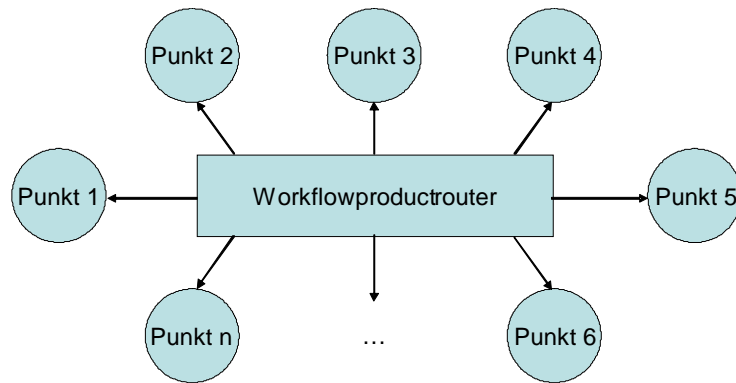 Punkt 2
Punkt 3
Punkt 4
Punkt 1
Workflowproductrouter
Punkt 5
Punkt n
...
Punkt 6